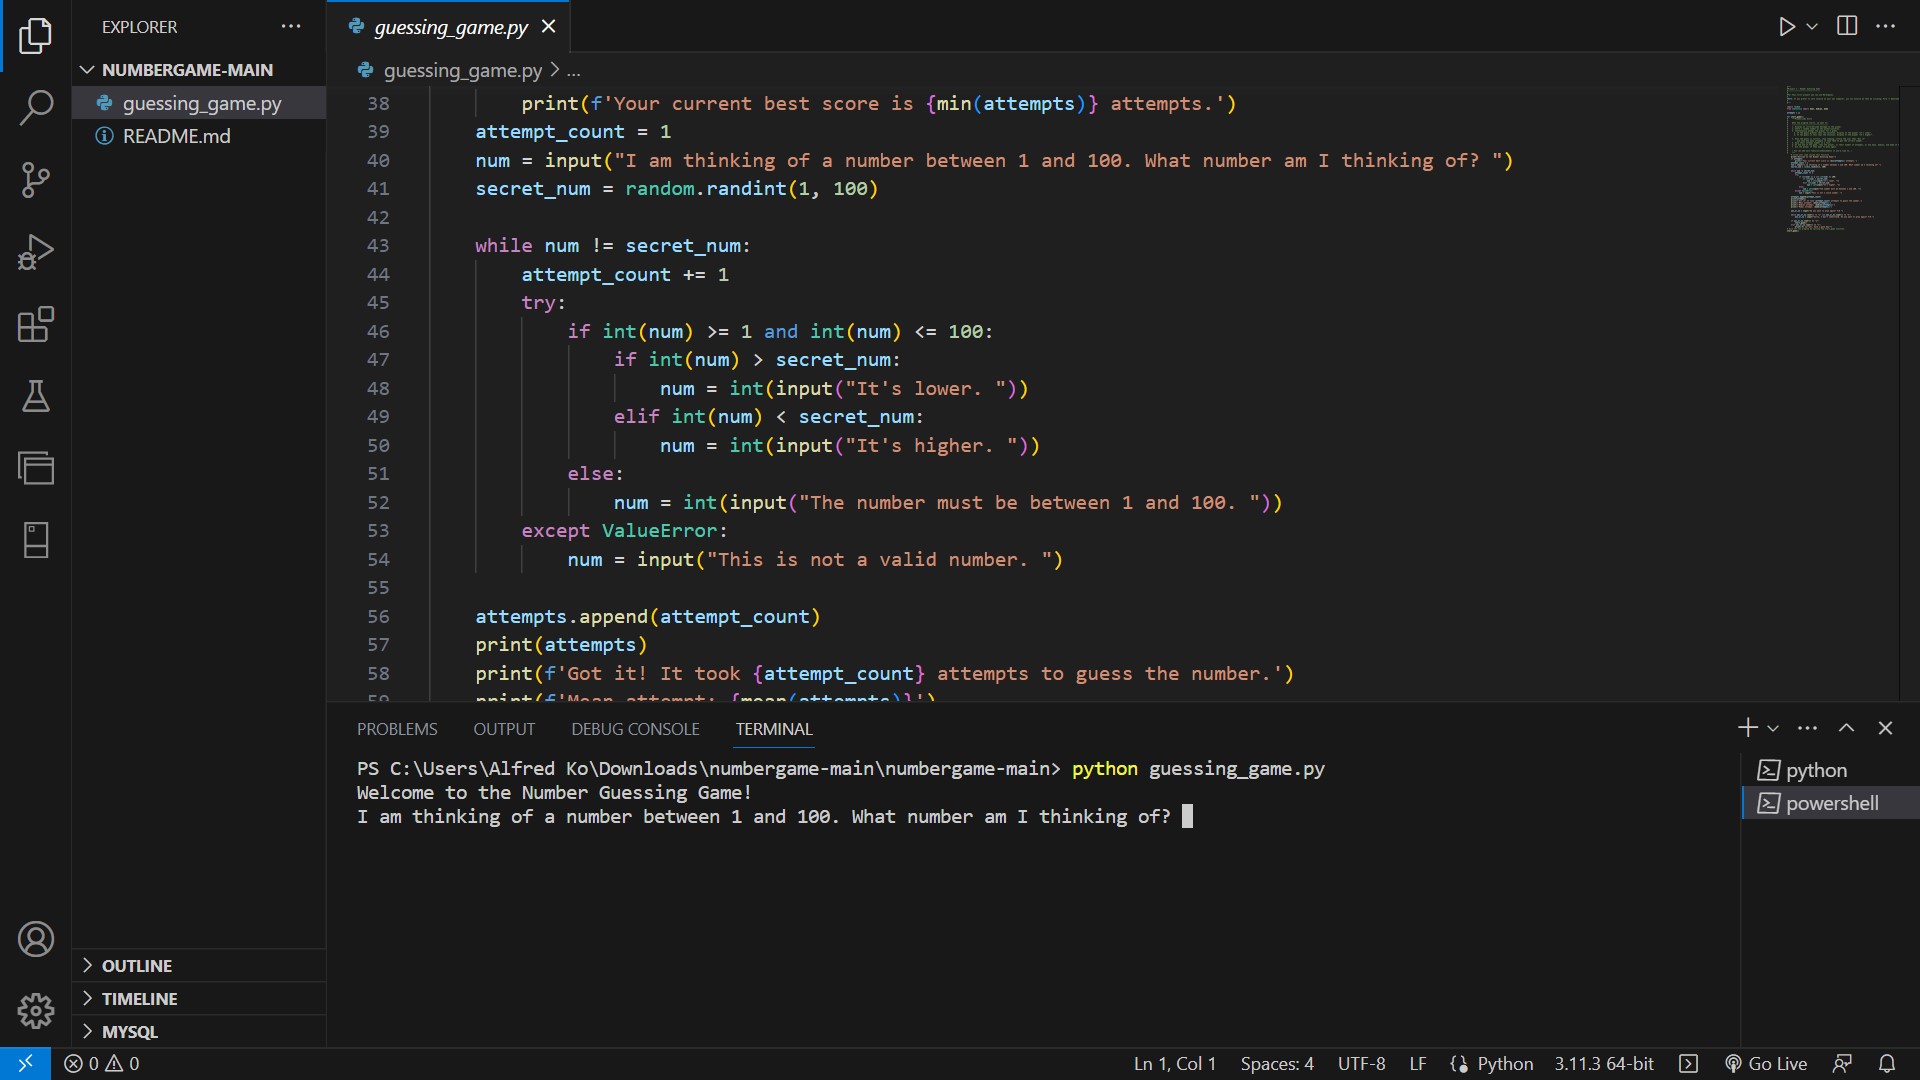 EXPLORER
NUMBERGAME-MAIN
guessing_game.py
README.md
OUTLINE
TIMELINE
MYSQL
guessing_game.py
guessing_game.py > ...
38 print(f'Your current best score is {min(attempts)} attempts.')
39 attempt_count = 1
40 num = input("I am thinking of a number between 1 and 100. What number am I thinking of? ")
41 secret_num = random.randint(1, 100)
42
43 while num != secret_num:
44 attempt_count += 1
45 try:
46 if int(num) >= 1 and int(num) <= 100:
47 if int(num) > secret_num:
48 num = int(input("It's lower. "))
49 elif int(num) < secret_num:
50 num = int(input("It's higher. "))
51 else:
52 num = int(input("The number must be between 1 and 100. "))
53 except ValueError:
54 num = input("This is not a valid number. ")
55
56 attempts.append(attempt_count)
57 print(attempts)
58 print(f'Got it! It took {attempt_count} attempts to guess the number.')
59 print(f'Mean attempt: {mean(attempts)}')
PROBLEMS OUTPUT DEBUG CONSOLE TERMINAL
PS C:\Users\Alfred Ko\Downloads\numbergame-main\numbergame-main> python guessing_game.py
Welcome to the Number Guessing Game!
I am thinking of a number between 1 and 100. What number am I thinking of?
python
powershell
0 0
Ln 1, Col 1 Spaces: 4 UTF-8 LF Python 3.11.3 64-bit Go Live